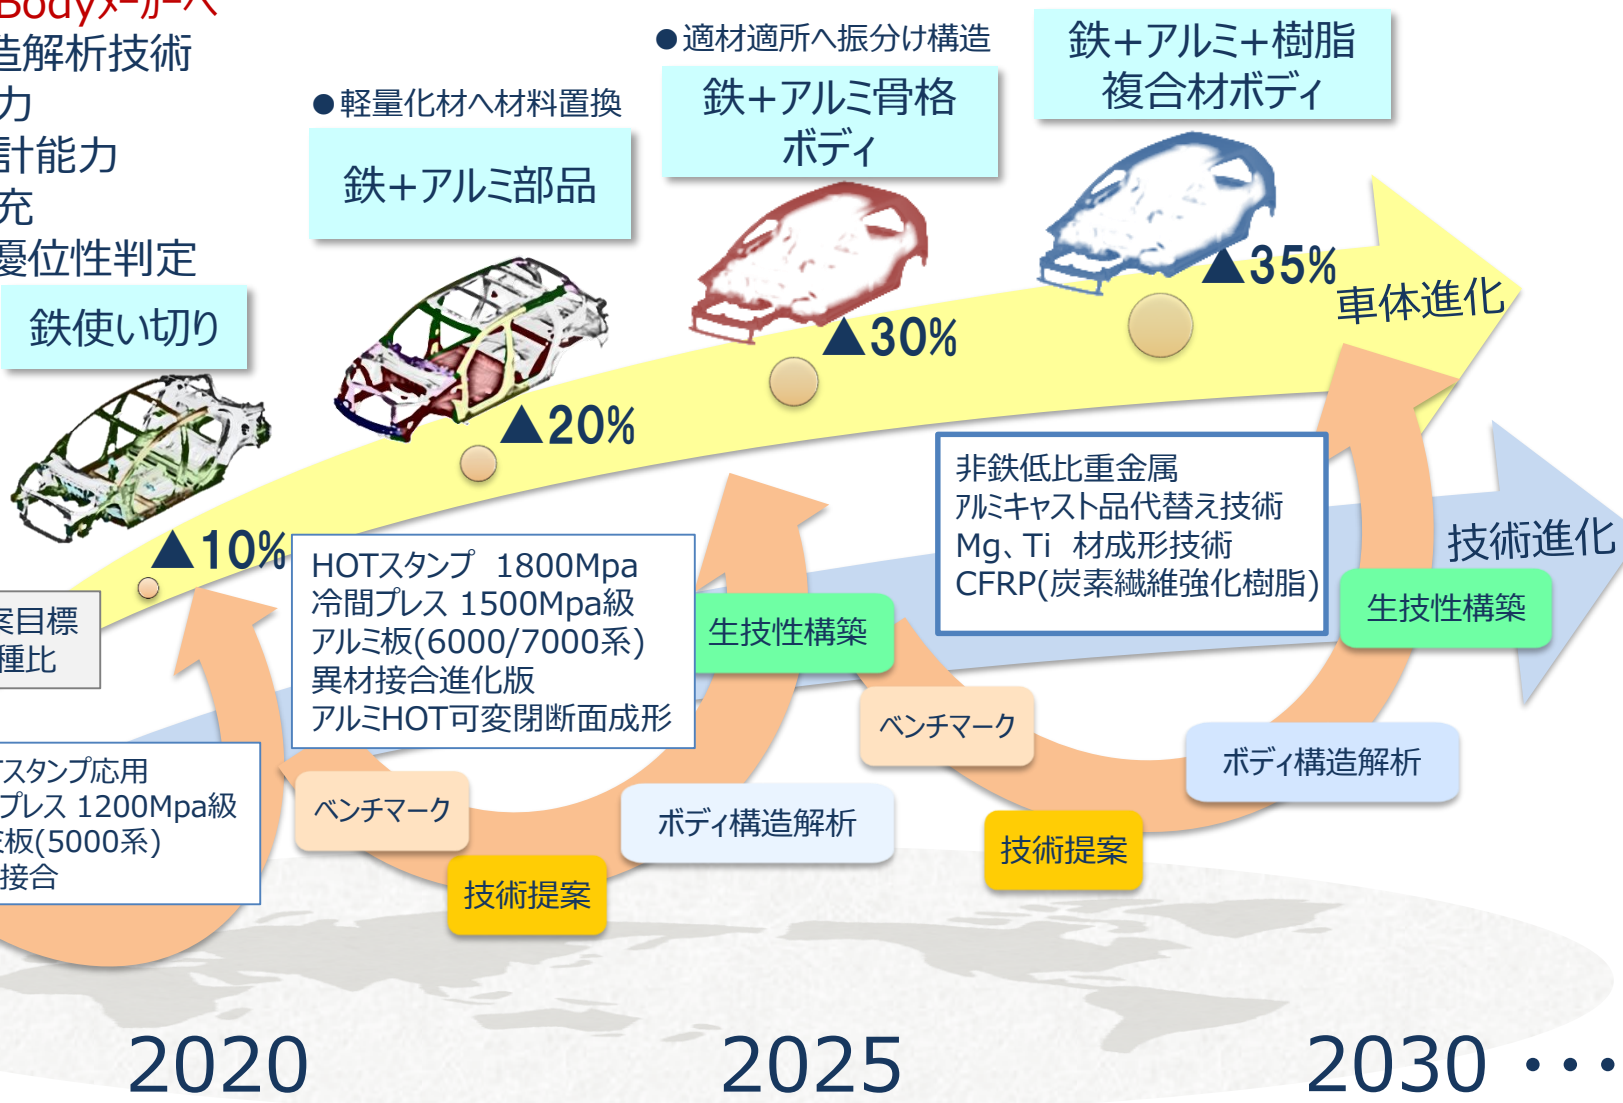 Bodyﾒｰｶｰへ
造解析技術
力
計能力
充
優位性判定
鉄使い切り
●軽量化材へ材料置換
鉄+アルミ部品
●適材適所へ振分け構造
鉄+アルミ骨格
ボディ
鉄+アルミ+樹脂
複合材ボディ
▲10%
▲20%
▲30%
▲35%
車体進化
技術進化
案目標
種比
スタンプ応用
プレス 1200Mpa級
板(5000系)
接合
HOTスタンプ 1800Mpa
冷間プレス 1500Mpa級
アルミ板(6000/7000系)
異材接合進化版
アルミHOT可変閉断面成形
非鉄低比重金属
ｱﾙﾐｷｬｽﾄ品代替え技術
Mg、Ti 材成形技術
CFRP(炭素繊維強化樹脂)
ベンチマーク
技術提案
ボディ構造解析
生技性構築
ベンチマーク
技術提案
ボディ構造解析
生技性構築
2020
2025
2030 ・・・